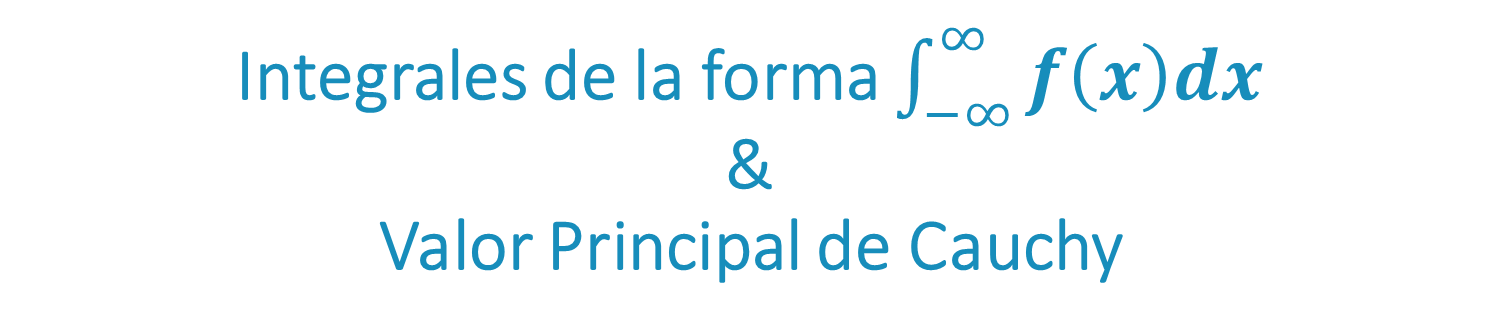 Integrales de la forma ∫_{-∞}^{∞} f(x)dx
&
Valor Principal de Cauchy